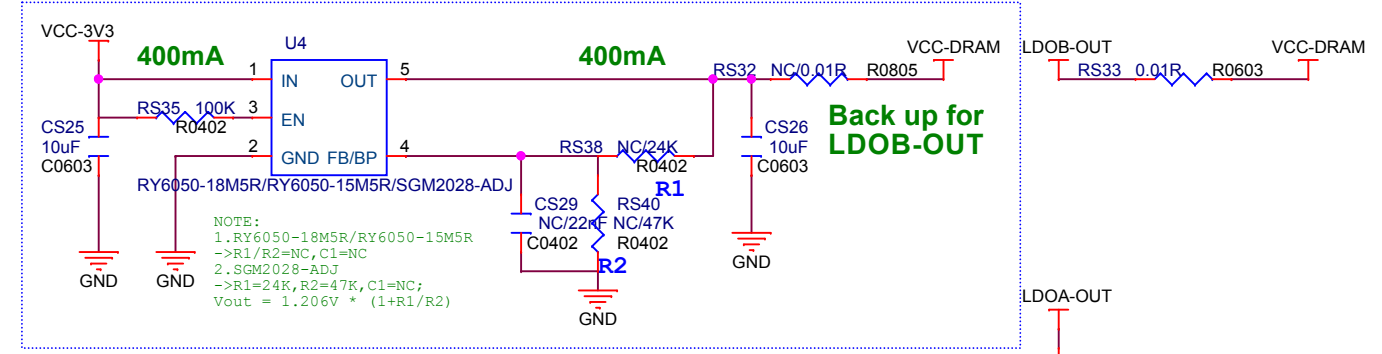 VCC-3V3
400mA
U4
400mA
VCC-DRAM
LDOB-OUT
VCC-DRAM
1
IN
OUT
5
RS32
NC/0.01R
R0805
RS33
0.01R
R0603
RS35
100K
R0402
3
EN
CS25
10uF
C0603
2
GND
FB/BP
4
RS38
NC/24K
R0402
R1
CS26
10uF
C0603
Back up for
LDOB-OUT
RY6050-18M5R/RY6050-15M5R/SGM2028-ADJ
CS29
NC/22nF
C0402
RS40
NC/47K
R0402
R2
NOTE:
1.RY6050-18M5R/RY6050-15M5R
->R1/R2=NC,C1=NC
2.SGM2028-ADJ
->R1=24K,R2=47K,C1=NC;
Vout = 1.206V * (1+R1/R2)
GND
GND
GND
GND
LDOA-OUT